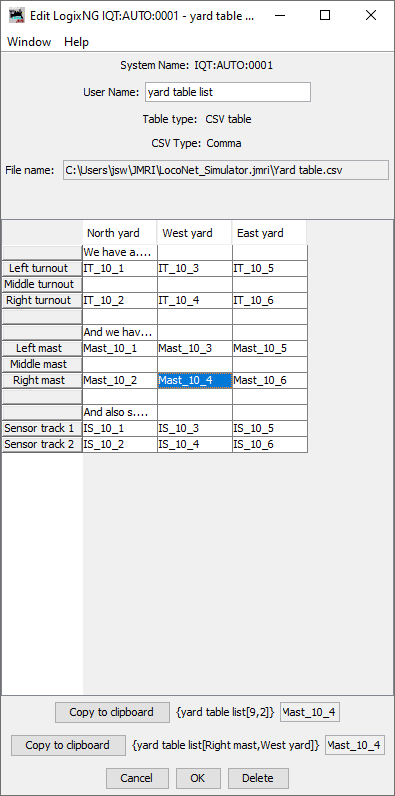 Edit LogixNG IQT:AUTO:0001 - yard table ...
Window Help
System Name: IQT:AUTO:0001
User Name: yard table list
Table type: CSV table
CSV Type: Comma
File name: C:\Users\jsw\JMRI\LocoNet_Simulator.jmri\Yard table.csv
North yard West yard East yard
We have a....
Left turnout IT_10_1 IT_10_3 IT_10_5
Middle turnout
Right turnout IT_10_2 IT_10_4 IT_10_6
And we hav...
Left mast Mast_10_1 Mast_10_3 Mast_10_5
Middle mast
Right mast Mast_10_2 Mast_10_4 Mast_10_6
And also s....
Sensor track 1 IS_10_1 IS_10_3 IS_10_5
Sensor track 2 IS_10_2 IS_10_4 IS_10_6
Copy to clipboard {yard table list[9,2]} Mast_10_4
Copy to clipboard {yard table list[Right mast,West yard]} Mast_10_4
Cancel OK Delete